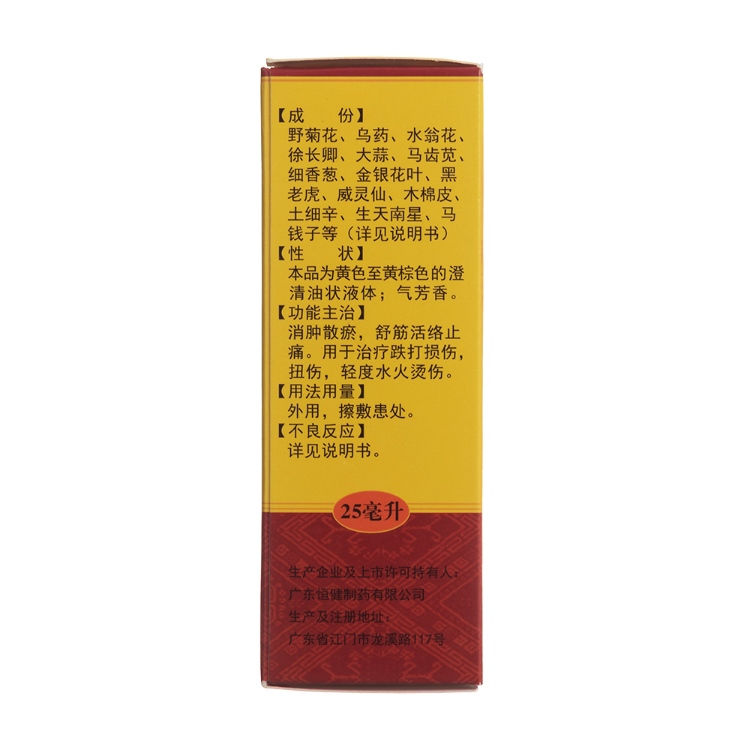 【成　份】
野菊花、乌药、水翁花、
徐长卿、大蒜、马齿苋、
细香葱、金银花叶、黑
老虎、威灵仙、木棉皮、
土细辛、生天南星、马
钱子等（详见说明书）
【性　状】
本品为黄色至黄棕色的澄
清油状液体；气芳香。
【功能主治】
消肿散瘀，舒筋活络止
痛。用于治疗跌打损伤，
扭伤，轻度水火烫伤。
【用法用量】
外用，擦敷患处。
【不良反应】
详见说明书。
25毫升
生产企业及上市许可持有人：
广东恒健制药有限公司
生产及注册地址：
广东省江门市龙溪路117号